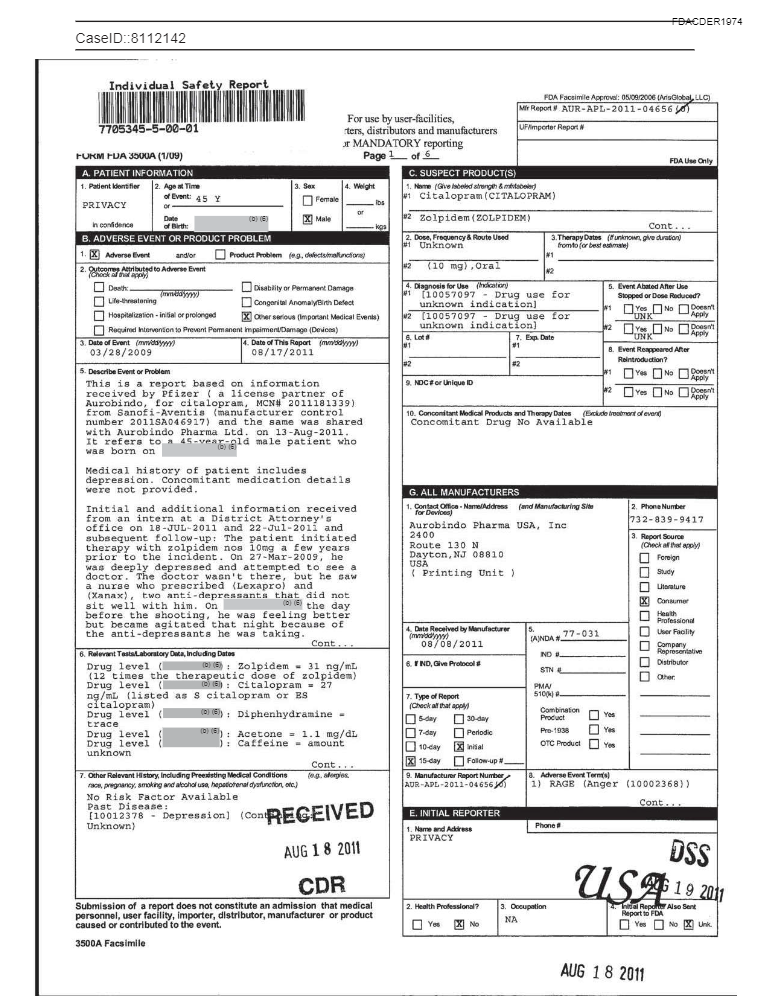 FDACDER1974
CaseID::8112142
Individual Safety Report
7705345-5-00-01
FORM FDA 3500A (1/09)
For use by user-facilities,
rters, distributors and manufacturers
or MANDATORY reporting
Page 1 of 6
FDA Facsimile Approval: 05/09/2006 (ArisGlobal, LLC)
Mfr Report # AUR-APL-2011-04656(0)
UF/Importer Report #
FDA Use Only
A. PATIENT INFORMATION
1. Patient Identifier
PRIVACY
In confidence
2. Age at Time
of Event: 45 Y
or
Date
of Birth: (b) (6)
3. Sex
Female
X Male
4. Weight
lbs
or
kgs
B. ADVERSE EVENT OR PRODUCT PROBLEM
1. X Adverse Event and/or Product Problem (e.g., defects/malfunctions)
2. Outcomes Attributed to Adverse Event
(Check all that apply)
Death:
(mm/dd/yyyy)
Life-threatening
Hospitalization - initial or prolonged
Disability or Permanent Damage
Congenital Anomaly/Birth Defect
X Other serious (Important Medical Events)
Required Intervention to Prevent Permanent Impairment/Damage (Devices)
3. Date of Event (mm/dd/yyyy)
03/28/2009
4. Date of This Report (mm/dd/yyyy)
08/17/2011
5. Describe Event or Problem
This is a report based on information
received by Pfizer ( a license partner of
Aurobindo, for citalopram, MCN# 2011181339)
from Sanofi-Aventis (manufacturer control
number 2011SA046917) and the same was shared
with Aurobindo Pharma Ltd. on 13-Aug-2011.
It refers to a 45-year-old male patient who
was born on (b) (6)
Medical history of patient includes
depression. Concomitant medication details
were not provided.
Initial and additional information received
from an intern at a District Attorney's
office on 18-JUL-2011 and 22-Jul-2011 and
subsequent follow-up: The patient initiated
therapy with zolpidem nos 10mg a few years
prior to the incident. On 27-Mar-2009, he
was deeply depressed and attempted to see a
doctor. The doctor wasn't there, but he saw
a nurse who prescribed (Lexapro) and
(Xanax), two anti-depressants that did not
sit well with him. On (b) (6) the day
before the shooting, he was feeling better
but became agitated that night because of
the anti-depressants he was taking.
Cont...
6. Relevant Tests/Laboratory Data, Including Dates
Drug level ( (b) (6) ): Zolpidem = 31 ng/mL
(12 times the therapeutic dose of zolpidem)
Drug level ( (b) (6) ): Citalopram = 27
ng/mL (listed as S citalopram or ES
citalopram)
Drug level ( (b) (6) ): Diphenhydramine =
trace
Drug level ( (b) (6) ): Acetone = 1.1 mg/dL
Drug level ( ): Caffeine = amount
unknown
Cont...
7. Other Relevant History, Including Preexisting Medical Conditions (e.g., allergies,
race, pregnancy, smoking and alcohol use, hepatic/renal dysfunction, etc.)
No Risk Factor Available
Past Disease:
[10012378 - Depression] (Cont
Unknown)
RECEIVED
AUG 18 2011
CDR
Submission of a report does not constitute an admission that medical
personnel, user facility, importer, distributor, manufacturer or product
caused or contributed to the event.
3500A Facsimile
C. SUSPECT PRODUCT(S)
1. Name (Give labeled strength & mfr/labeler)
#1 Citalopram(CITALOPRAM)
#2 Zolpidem(ZOLPIDEM)
Cont...
2. Dose, Frequency & Route Used
#1 Unknown
#2 (10 mg),Oral
3. Therapy Dates (If unknown, give duration)
from/to (or best estimate)
#1
#2
4. Diagnosis for Use (Indication)
#1 [10057097 - Drug use for
unknown indication]
#2 [10057097 - Drug use for
unknown indication]
5. Event Abated After Use
Stopped or Dose Reduced?
#1 Yes No Doesn't Apply
UNK
#2 Yes No Doesn't Apply
UNK
6. Lot #
#1
#2
7. Exp. Date
#1
#2
8. Event Reappeared After
Reintroduction?
#1 Yes No Doesn't Apply
#2 Yes No Doesn't Apply
9. NDC # or Unique ID
10. Concomitant Medical Products and Therapy Dates (Exclude treatment of event)
Concomitant Drug No Available
G. ALL MANUFACTURERS
1. Contact Office - Name/Address (and Manufacturing Site
for Devices)
Aurobindo Pharma USA, Inc
2400
Route 130 N
Dayton,NJ 08810
USA
( Printing Unit )
2. Phone Number
732-839-9417
3. Report Source
(Check all that apply)
Foreign
Study
Literature
X Consumer
Health
Professional
User Facility
Company
Representative
Distributor
Other:
4. Date Received by Manufacturer
(mm/dd/yyyy)
08/08/2011
5.
(A)NDA # 77-031
IND #
STN #
PMA/
510(k) #
Combination
Product Yes
Pre-1938 Yes
OTC Product Yes
6. If IND, Give Protocol #
7. Type of Report
(Check all that apply)
5-day 30-day
7-day Periodic
10-day X Initial
X 15-day Follow-up #
9. Manufacturer Report Number
AUR-APL-2011-04656(0)
8. Adverse Event Term(s)
1) RAGE (Anger (10002368))
Cont...
E. INITIAL REPORTER
1. Name and Address
PRIVACY
Phone #
DSS
USA
AUG 19 2011
2. Health Professional?
Yes X No
3. Occupation
NA
4. Initial Reporter Also Sent
Report to FDA
Yes No X Unk.
AUG 18 2011